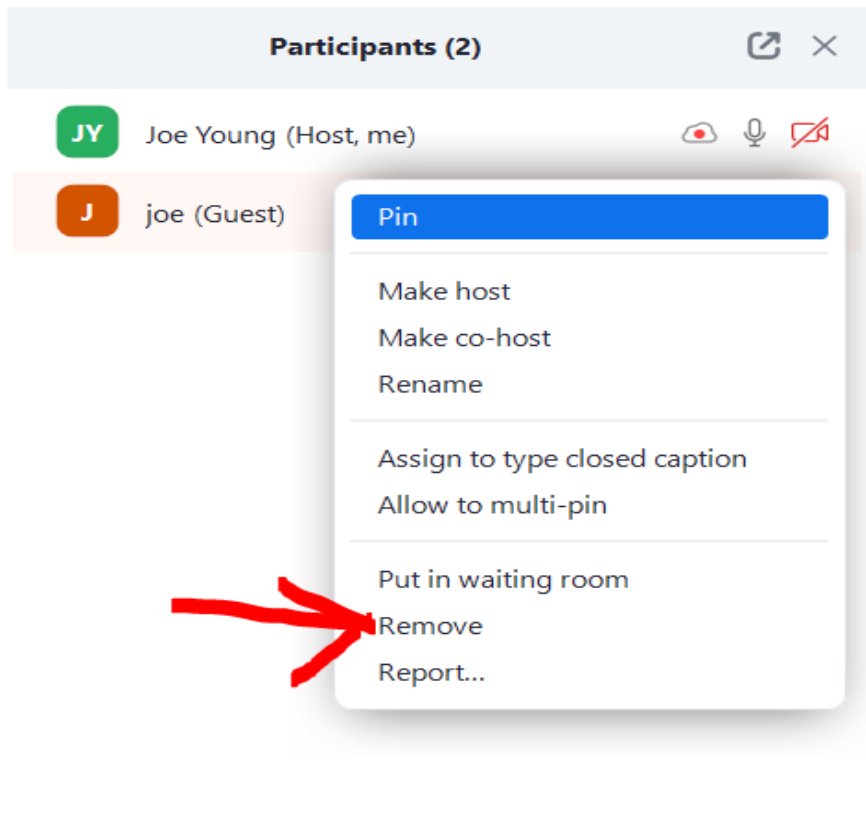 Participants (2)
JY Joe Young (Host, me)
J joe (Guest)
Pin
Make host
Make co-host
Rename
Assign to type closed caption
Allow to multi-pin
Put in waiting room
Remove
Report...